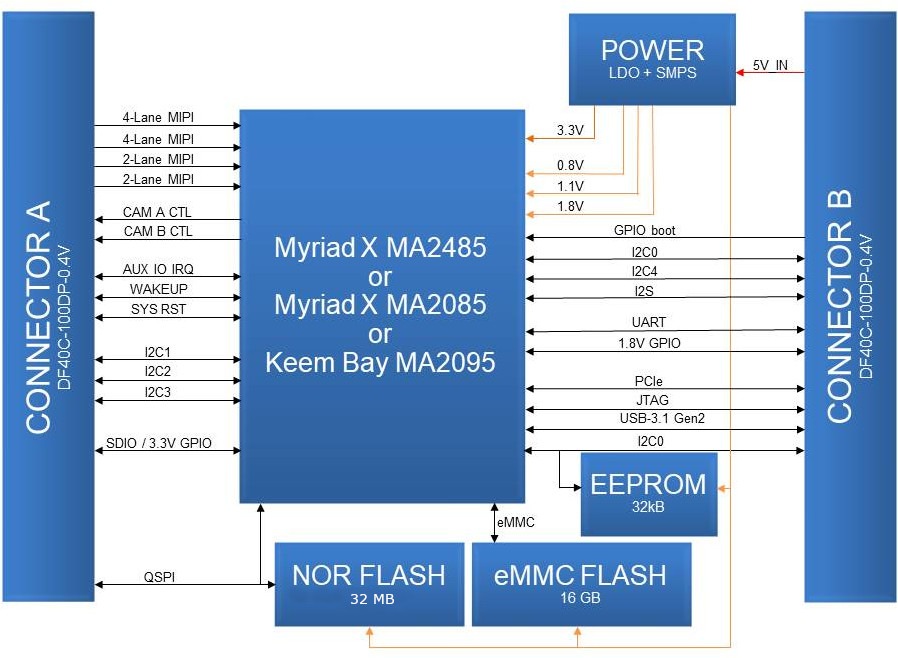 CONNECTOR A
DF40C-100DP-0.4V
4-Lane MIPI
4-Lane MIPI
2-Lane MIPI
2-Lane MIPI
CAM A CTL
CAM B CTL
AUX IO IRQ
WAKEUP
SYS RST
I2C1
I2C2
I2C3
SDIO / 3.3V GPIO
QSPI
Myriad X MA2485
or
Myriad X MA2085
or
Keem Bay MA2095
POWER
LDO + SMPS
5V_IN
3.3V
0.8V
1.1V
1.8V
GPIO boot
I2C0
I2C4
I2S
UART
1.8V GPIO
PCIe
JTAG
USB-3.1 Gen2
I2C0
EEPROM
32kB
eMMC
NOR FLASH
32 MB
eMMC FLASH
16 GB
CONNECTOR B
DF40C-100DP-0.4V